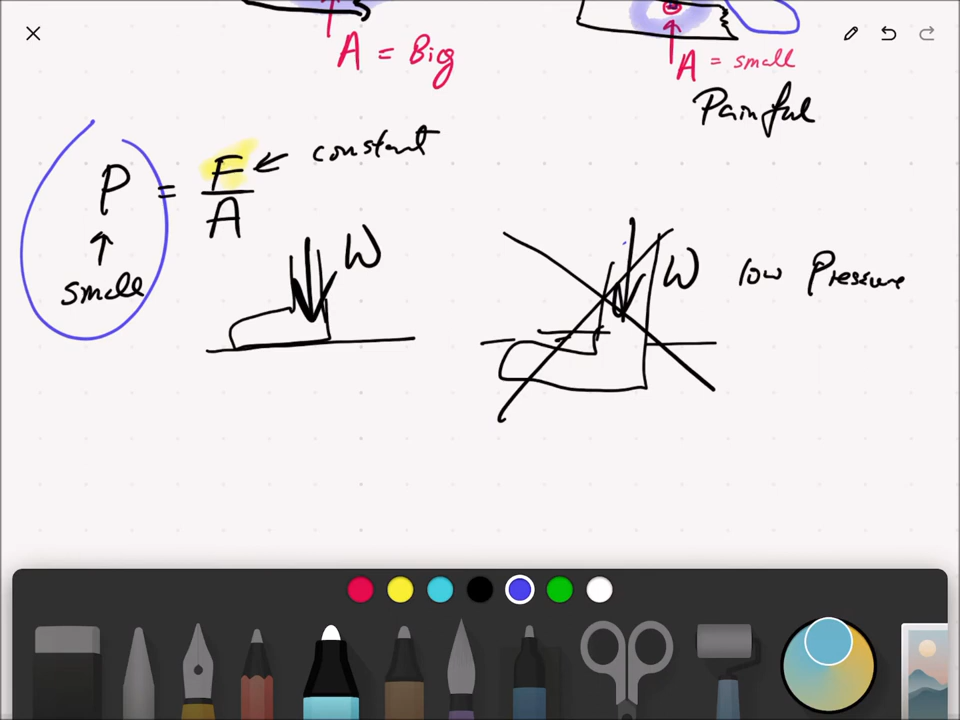 A = Big
A = small
Painful
P = F/A ← constant
↑
small
W
W low Pressure